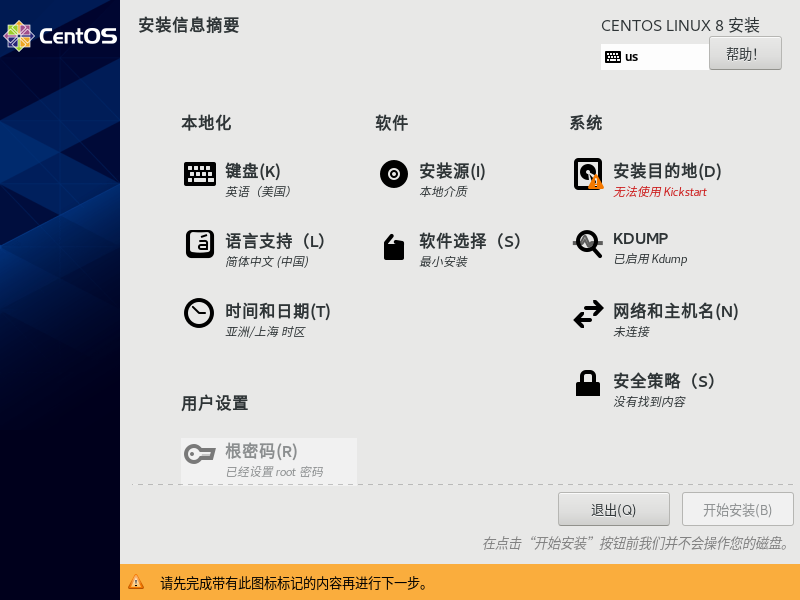 CentOS
安装信息摘要
CENTOS LINUX 8 安装
us
帮助！
本地化
键盘(K)
英语（美国）
语言支持（L）
简体中文 (中国)
时间和日期(T)
亚洲/上海 时区
软件
安装源(I)
本地介质
软件选择（S）
最小安装
系统
安装目的地(D)
无法使用 Kickstart
KDUMP
已启用 Kdump
网络和主机名(N)
未连接
安全策略（S）
没有找到内容
用户设置
根密码(R)
已经设置 root 密码
退出(Q)
开始安装(B)
在点击“开始安装”按钮前我们并不会操作您的磁盘。
请先完成带有此图标标记的内容再进行下一步。